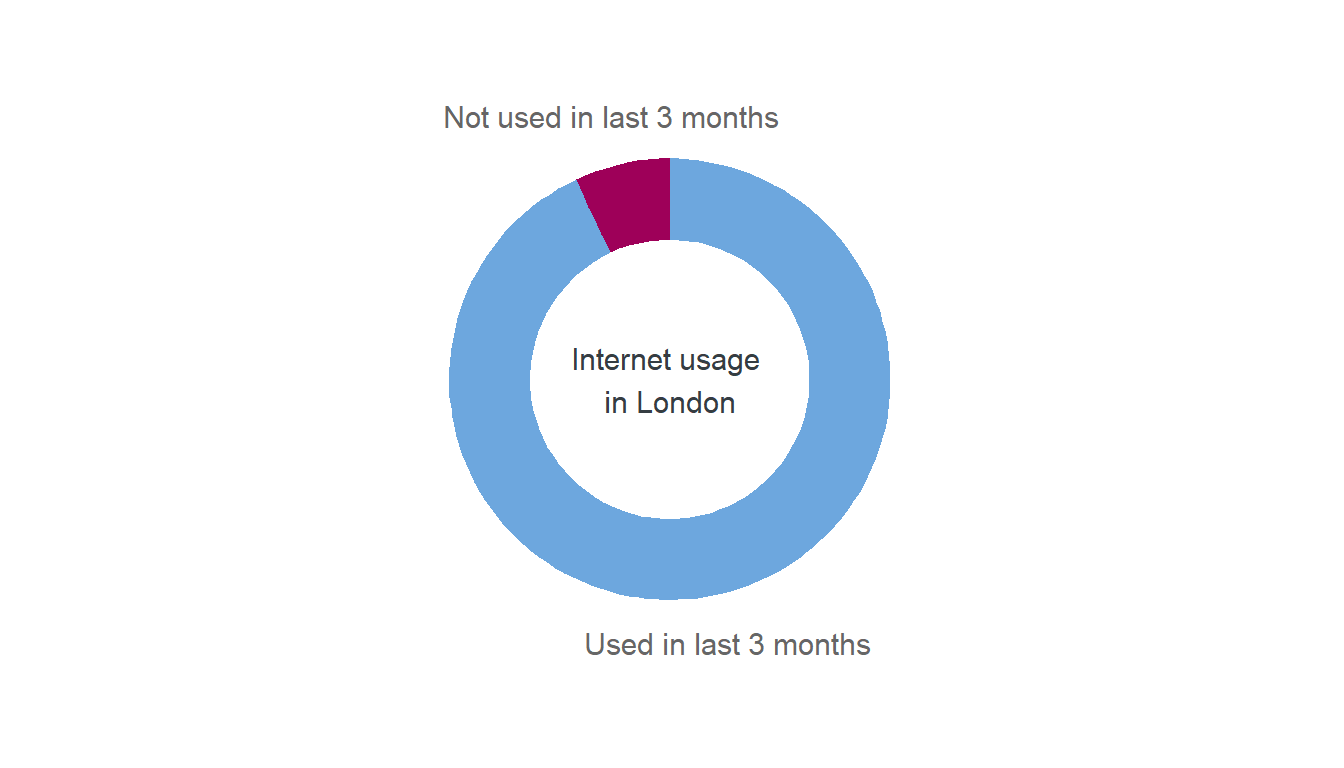 Not used in last 3 months
Internet usage
in London
Used in last 3 months